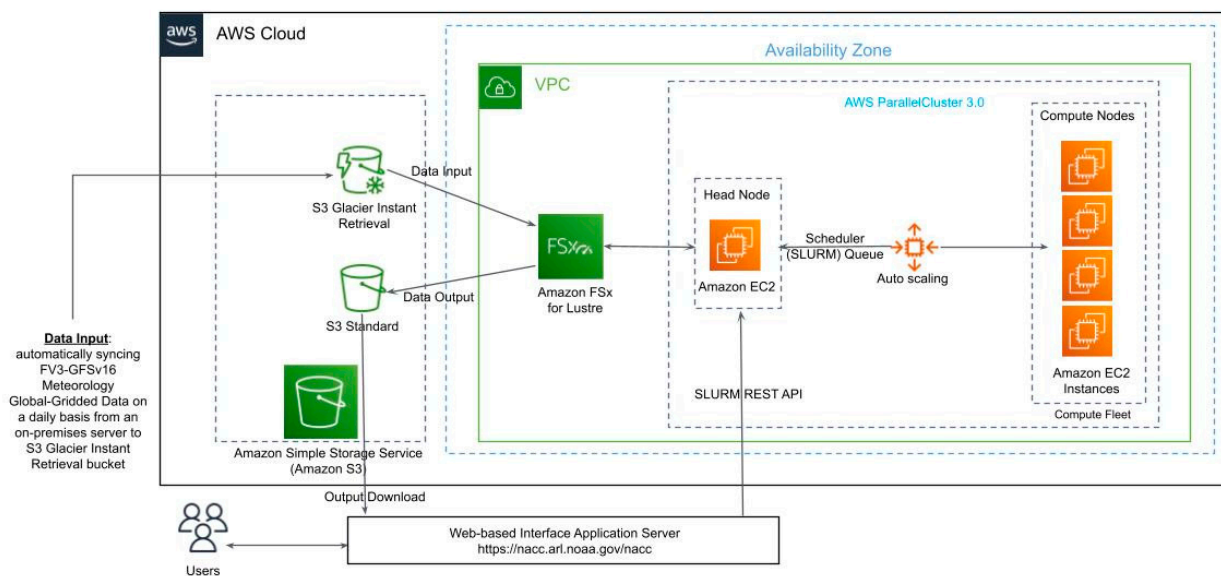 aws
AWS Cloud
Availability Zone
VPC
AWS ParallelCluster 3.0
Compute Nodes
Data Input
S3 Glacier Instant
Retrieval
Head Node
FSx
Scheduler
(SLURM) Queue
Auto scaling
Amazon EC2
Amazon FSx
for Lustre
Data Output
S3 Standard
Data Input:
automatically syncing
FV3-GFSv16
Meteorology
Global-Gridded Data on
a daily basis from an
on-premises server to
S3 Glacier Instant
Retrieval bucket
Amazon EC2
Instances
Compute Fleet
SLURM REST API
Amazon Simple Storage Service
(Amazon S3)
Output Download
Web-based Interface Application Server
https://nacc.arl.noaa.gov/nacc
Users